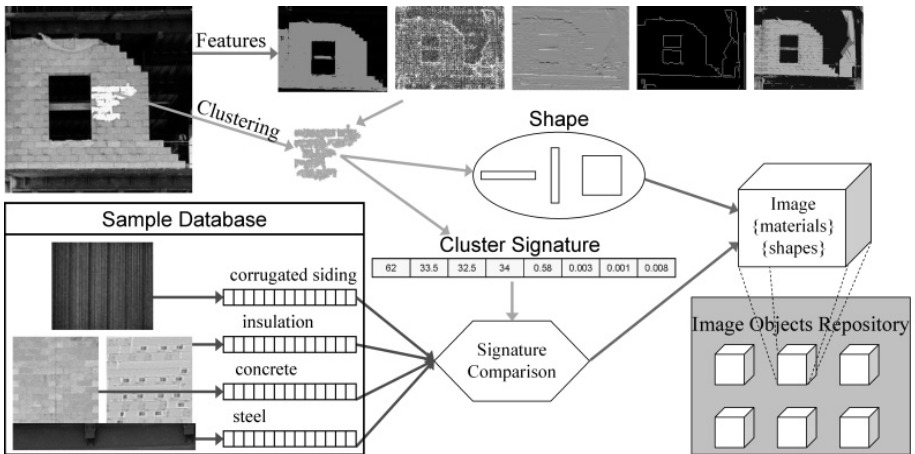 Features
Clustering
Shape
Image
{materials}
{shapes}
Sample Database
Cluster Signature
62 33.5 32.5 34 0.58 0.003 0.001 0.008
corrugated siding
insulation
concrete
steel
Signature
Comparison
Image Objects Repository